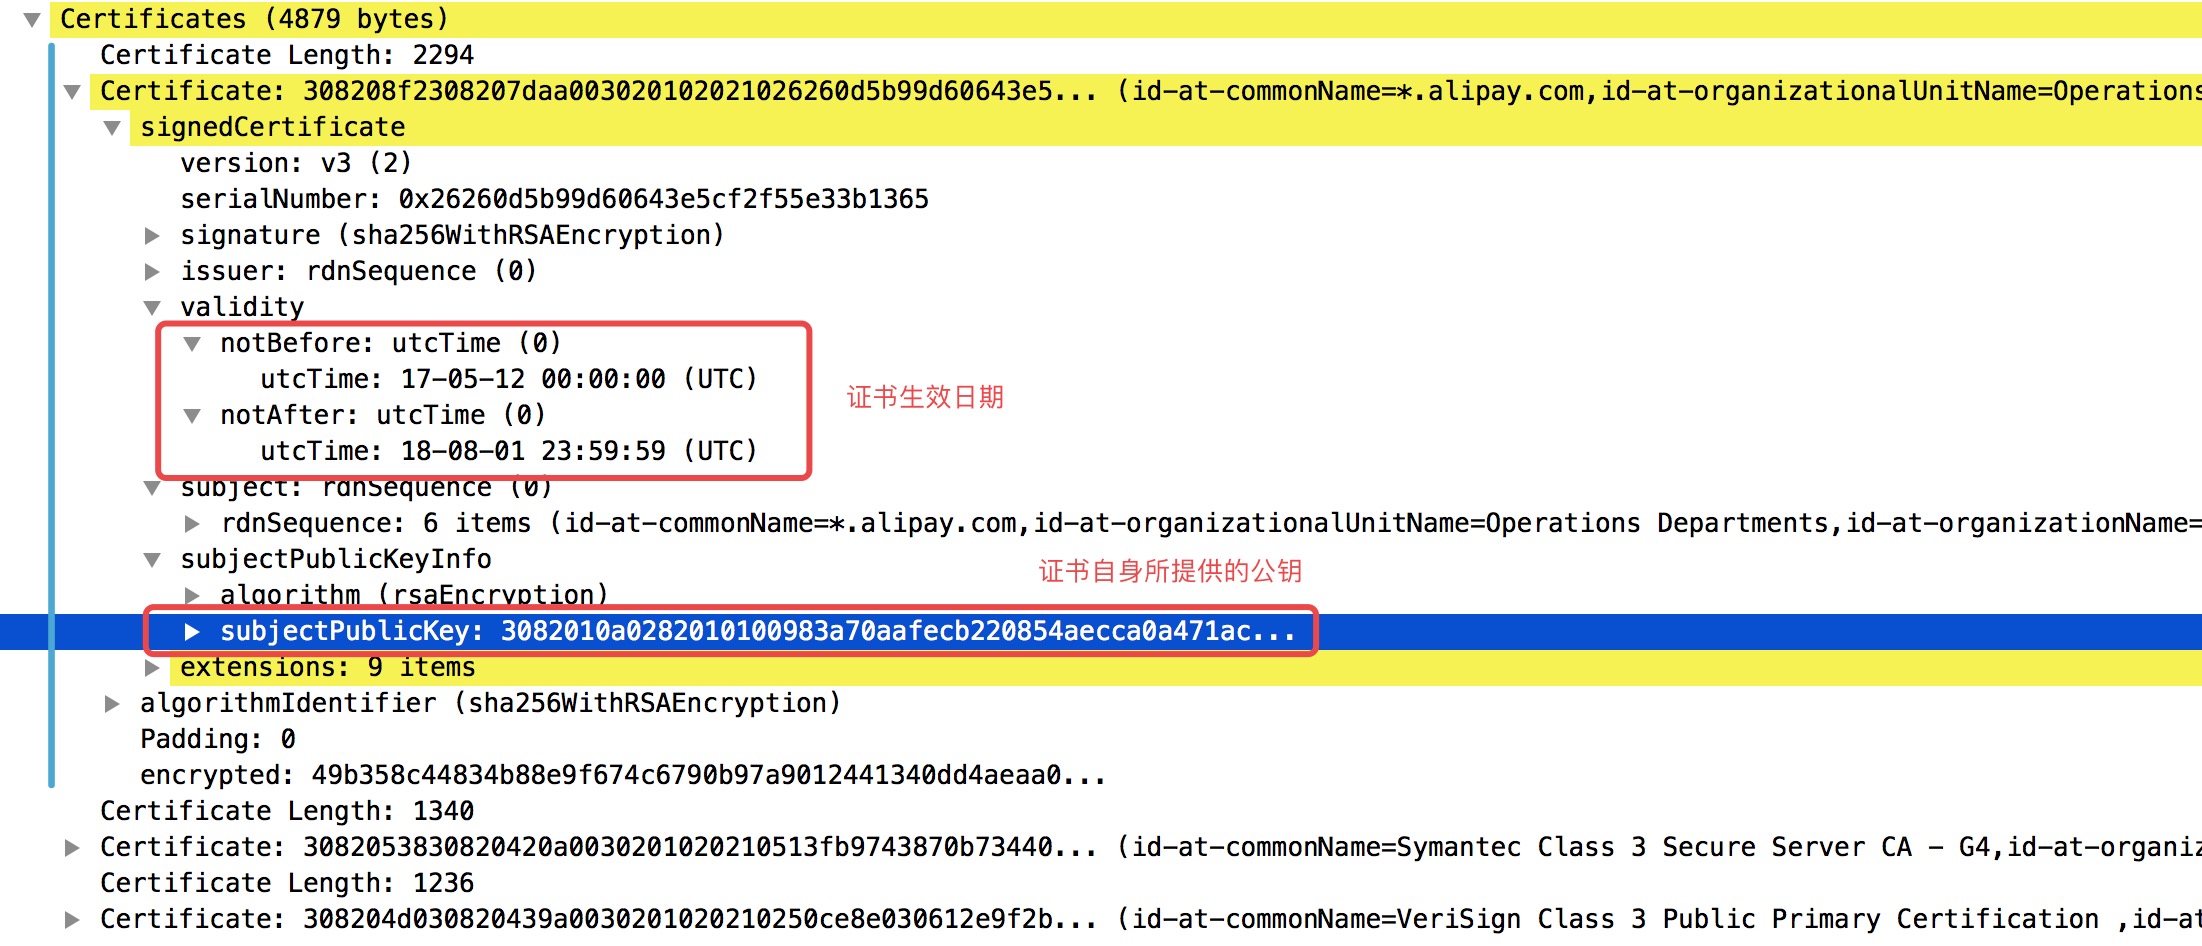 Certificates (4879 bytes)
Certificate Length: 2294
Certificate: 308208f2308207daa003020102021026260d5b99d60643e5... (id-at-commonName=*.alipay.com,id-at-organizationalUnitName=Operations
signedCertificate
version: v3 (2)
serialNumber: 0x26260d5b99d60643e5cf2f55e33b1365
signature (sha256WithRSAEncryption)
issuer: rdnSequence (0)
validity
notBefore: utcTime (0)
utcTime: 17-05-12 00:00:00 (UTC)
证书生效日期
notAfter: utcTime (0)
utcTime: 18-08-01 23:59:59 (UTC)
subject: rdnSequence (0)
rdnSequence: 6 items (id-at-commonName=*.alipay.com,id-at-organizationalUnitName=Operations Departments,id-at-organizationName=
subjectPublicKeyInfo
证书自身所提供的公钥
algorithm (rsaEncryption)
subjectPublicKey: 3082010a0282010100983a70aafecb220854aecca0a471ac...
extensions: 9 items
algorithmIdentifier (sha256WithRSAEncryption)
Padding: 0
encrypted: 49b358c44834b88e9f674c6790b97a9012441340dd4aeaa0...
Certificate Length: 1340
Certificate: 3082053830820420a0030201020210513fb9743870b73440... (id-at-commonName=Symantec Class 3 Secure Server CA - G4,id-at-organiz
Certificate Length: 1236
Certificate: 308204d030820439a0030201020210250ce8e030612e9f2b... (id-at-commonName=VeriSign Class 3 Public Primary Certification ,id-at